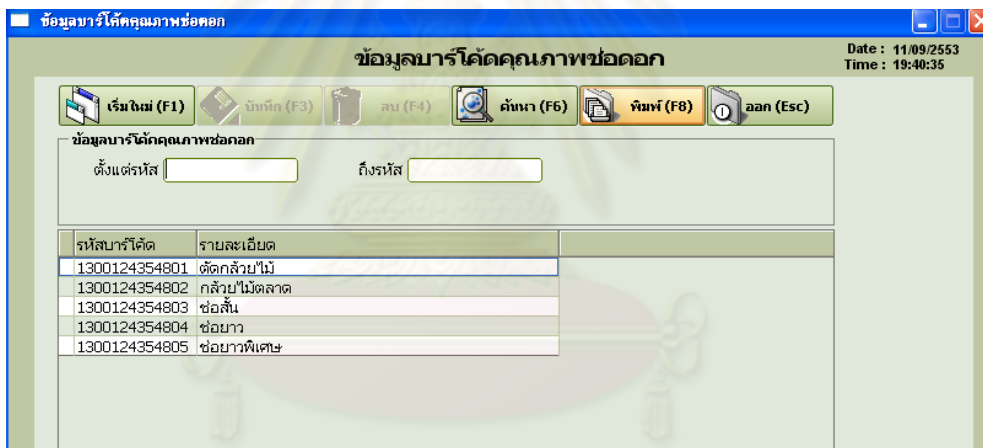 ข้อมูลบาร์โค้ดคุณภาพช่อดอก
ข้อมูลบาร์โค้ดคุณภาพช่อดอก
Date : 11/09/2553
Time : 19:40:35
เริ่มใหม่ (F1) บันทึก (F3) ลบ (F4) ค้นหา (F6) พิมพ์ (F8) ออก (Esc)
ข้อมูลบาร์โค้ดคุณภาพช่อดอก
ตั้งแต่รหัส ถึงรหัส
รหัสบาร์โค้ด รายละเอียด
1300124354801 ตัดกล้วยไม้
1300124354802 กล้วยไม้ตลาด
1300124354803 ช่อสั้น
1300124354804 ช่อยาว
1300124354805 ช่อยาวพิเศษ